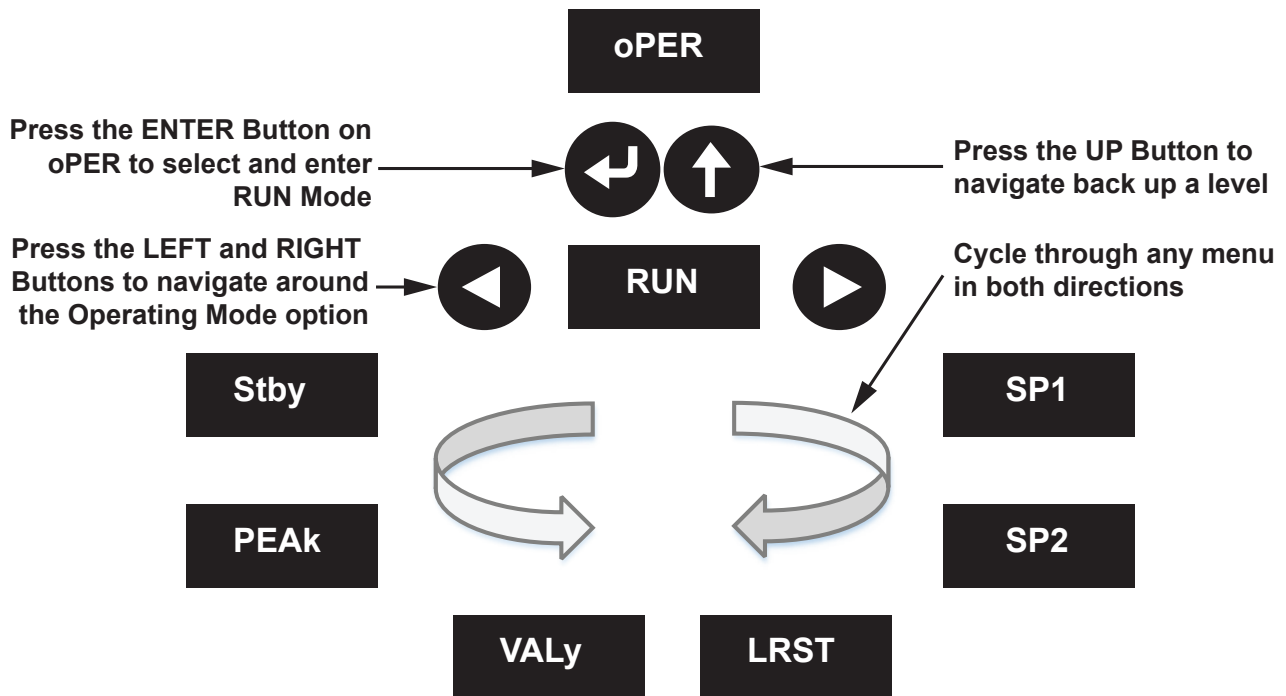 oPER
Press the ENTER Button on
oPER to select and enter
RUN Mode
Press the UP Button to
navigate back up a level
Press the LEFT and RIGHT
Buttons to navigate around
the Operating Mode option
RUN
Cycle through any menu
in both directions
Stby
SP1
PEAk
SP2
VALy
LRST